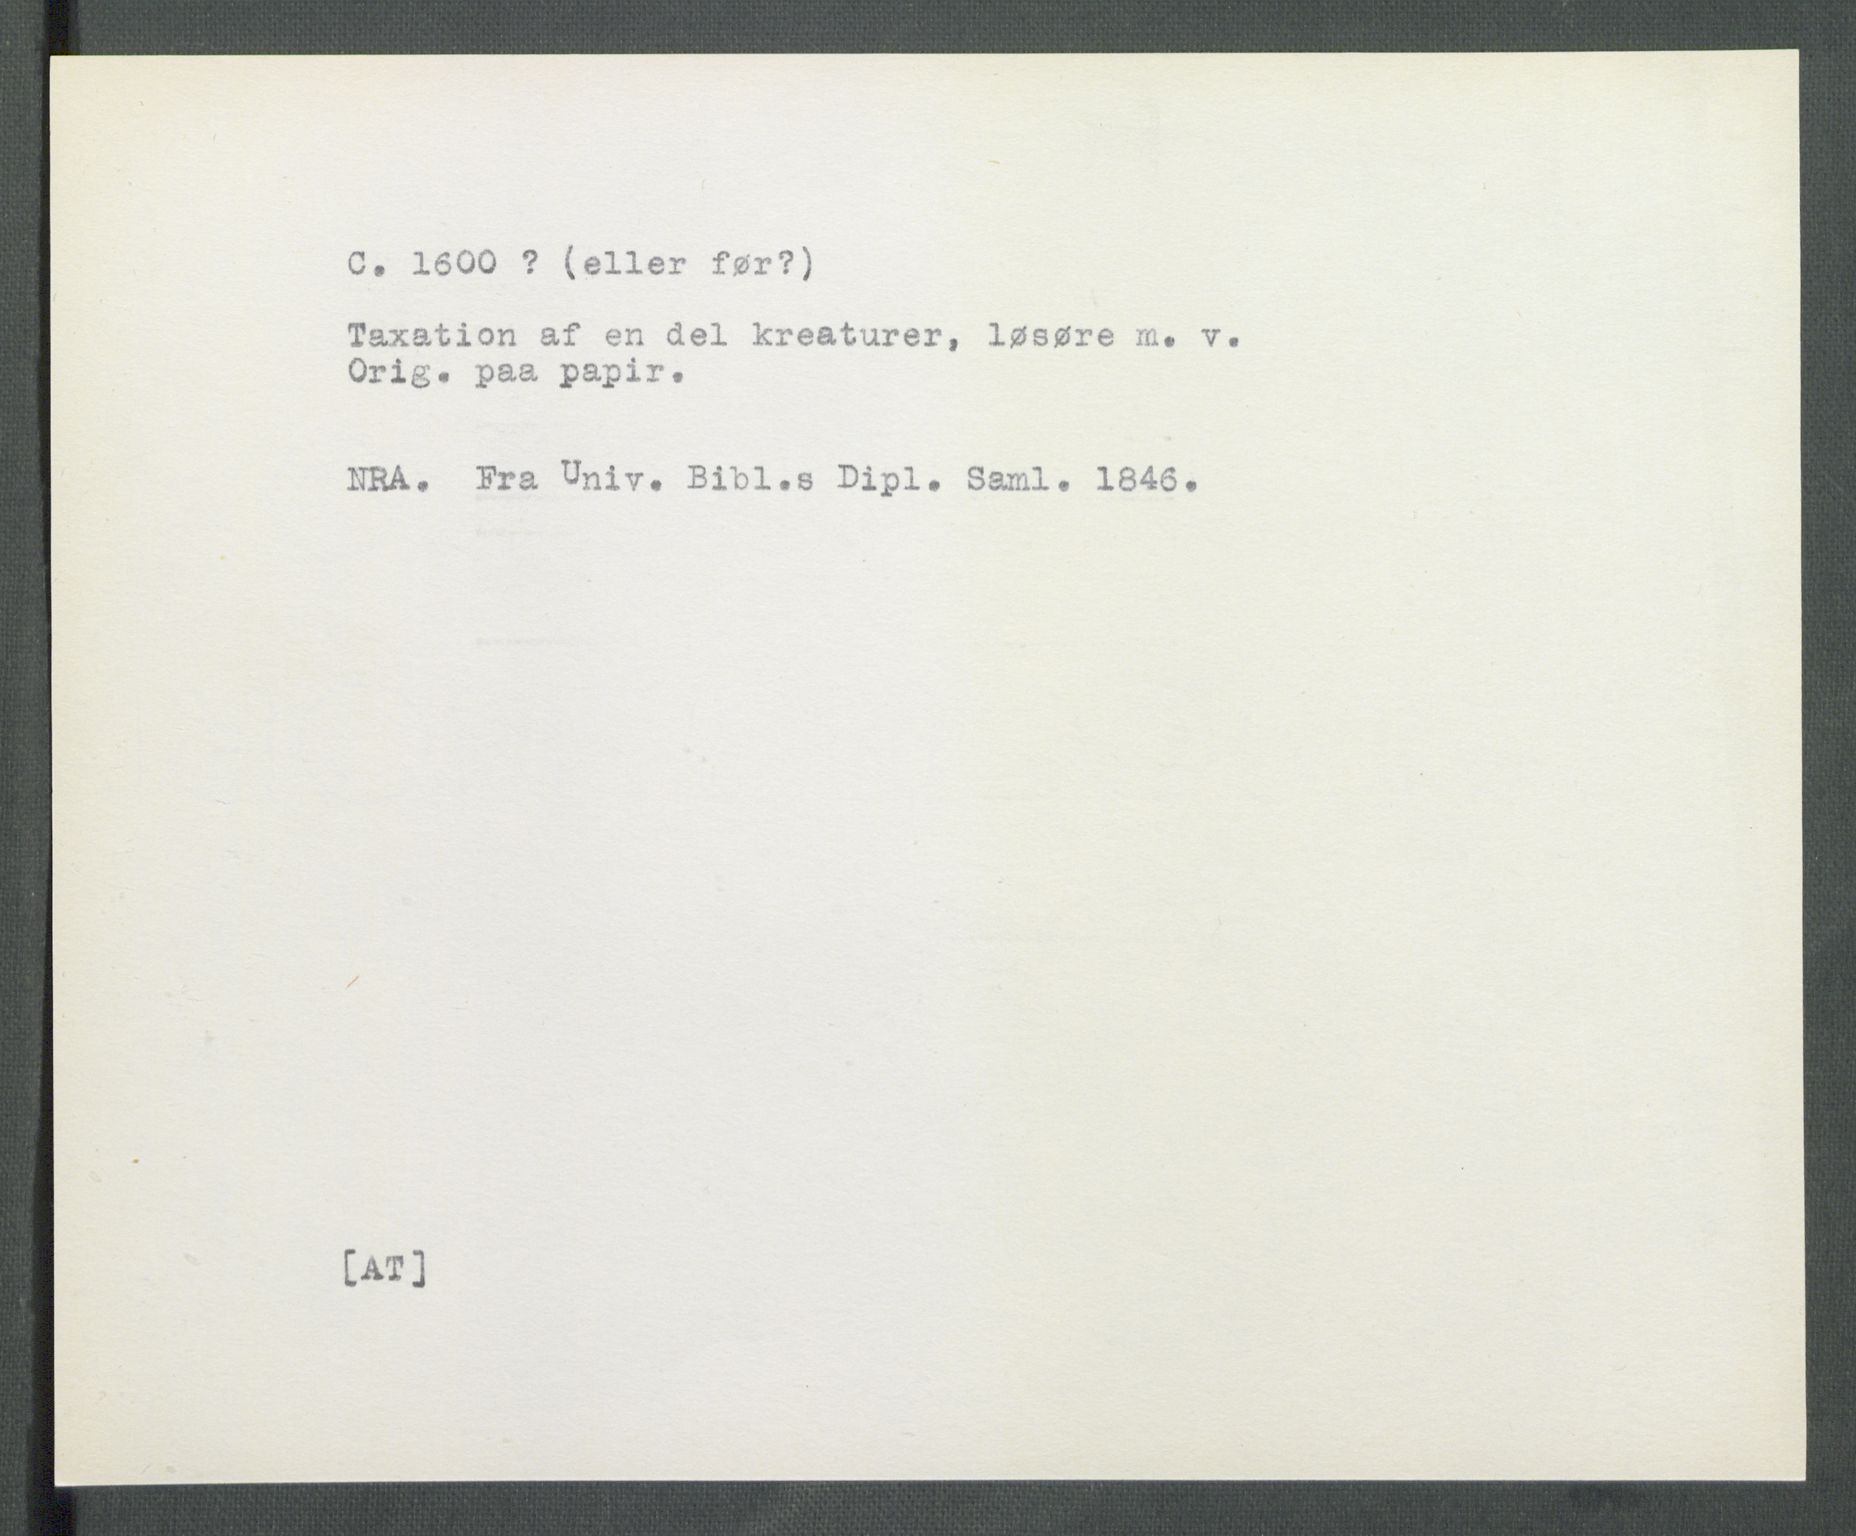 C. 1600 ? (eller før?)
Taxation af en del kreaturer, løsøre m. v.
Orig. paa papir.
NRA. Fra Univ. Bibl.s Dipl. Saml. 1846.
[AT]